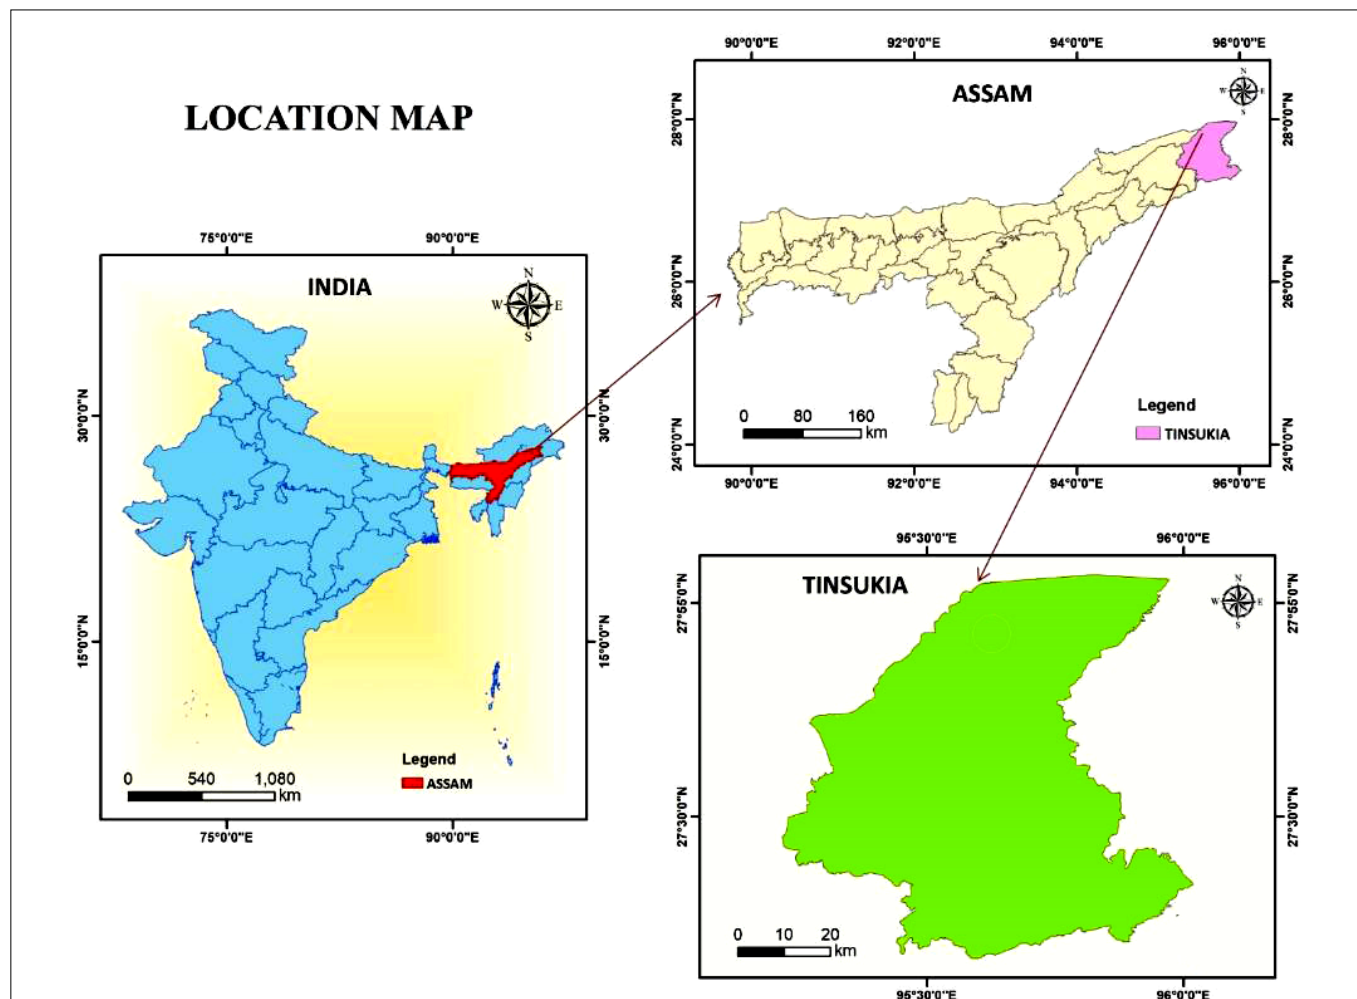 LOCATION MAP
75°0'0"E 90°0'0"E
INDIA
N
W E
S
30°0'0"N 30°0'0"N
15°0'0"N 15°0'0"N
Legend
ASSAM
0 540 1,080
km
75°0'0"E 90°0'0"E
90°0'0"E 92°0'0"E 94°0'0"E 96°0'0"E
ASSAM
N
W E
S
28°0'0"N 28°0'0"N
26°0'0"N 26°0'0"N
24°0'0"N 24°0'0"N
0 80 160
km
Legend
TINSUKIA
90°0'0"E 92°0'0"E 94°0'0"E 96°0'0"E
95°30'0"E 96°0'0"E
TINSUKIA
N
W E
S
27°55'0"N 27°55'0"N
27°30'0"N 27°30'0"N
0 10 20
km
95°30'0"E 96°0'0"E